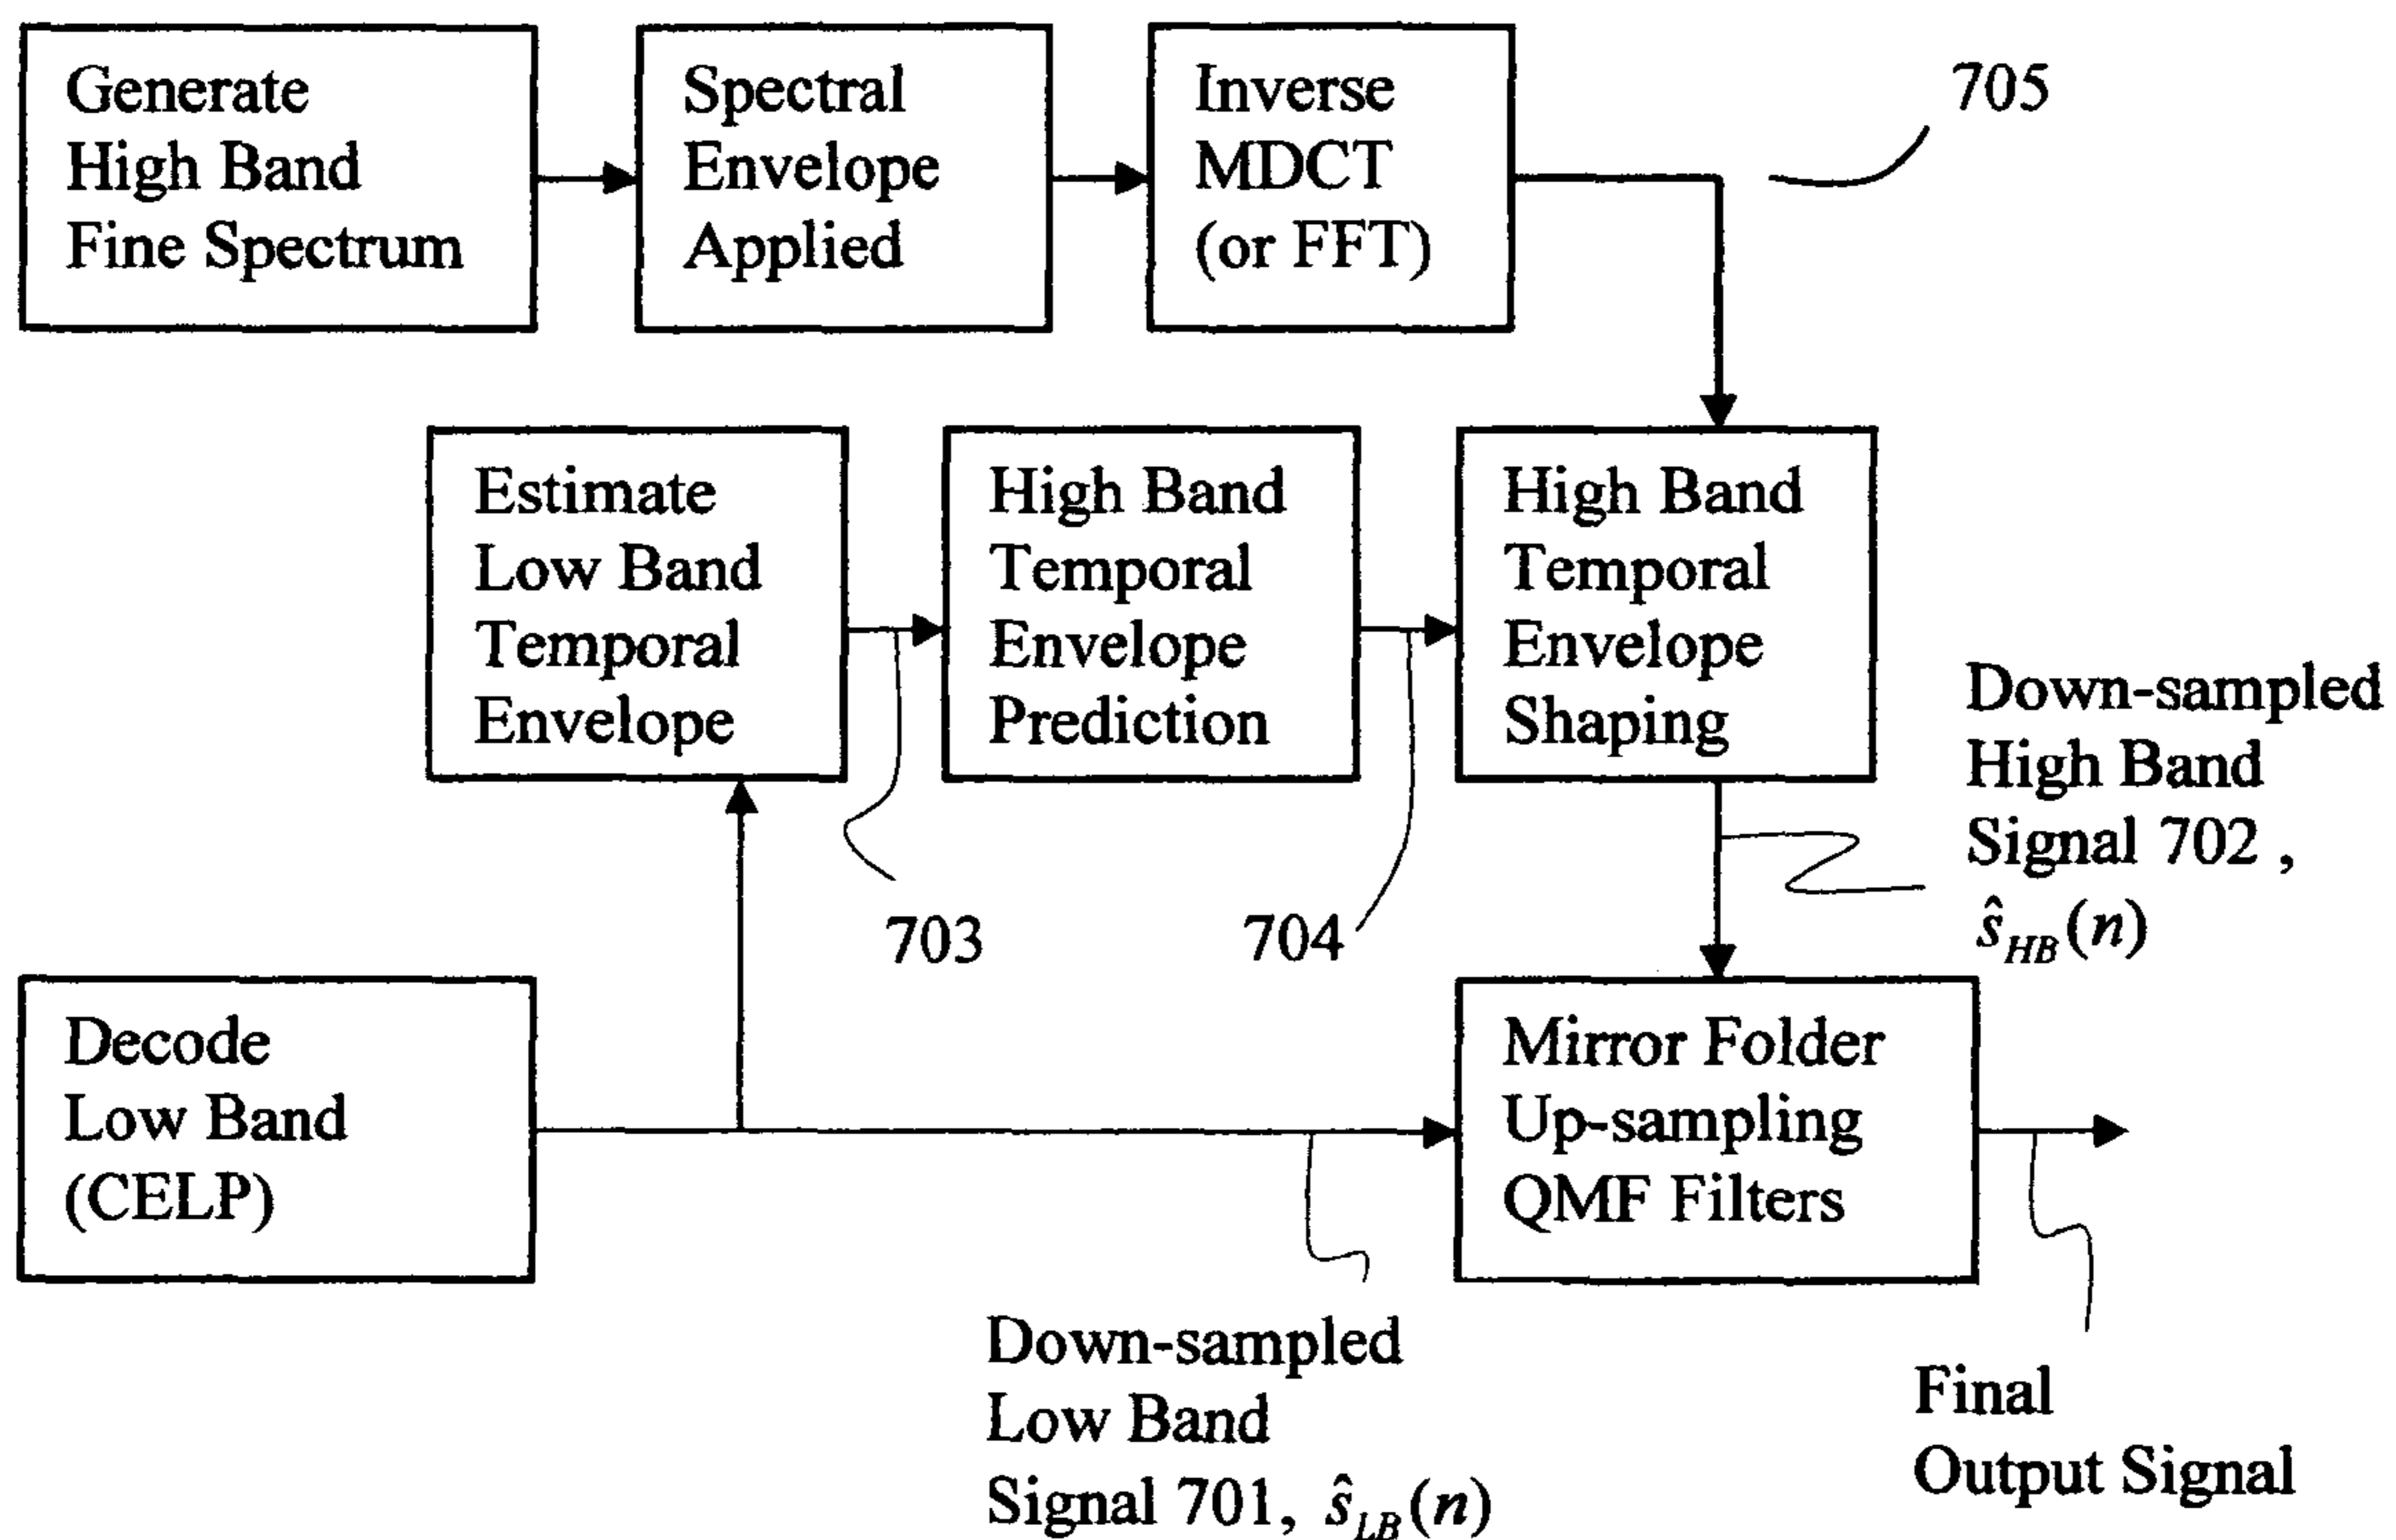 Generate
High Band
Fine Spectrum
Spectral
Envelope
Applied
Inverse
MDCT
(or FFT)
705
Estimate
Low Band
Temporal
Envelope
High Band
Temporal
Envelope
Prediction
High Band
Temporal
Envelope
Shaping
Down-sampled
High Band
Signal 702 ,
ŝ_HB(n)
703
704
Decode
Low Band
(CELP)
Mirror Folder
Up-sampling
QMF Filters
Down-sampled
Low Band
Signal 701, ŝ_LB(n)
Final
Output Signal